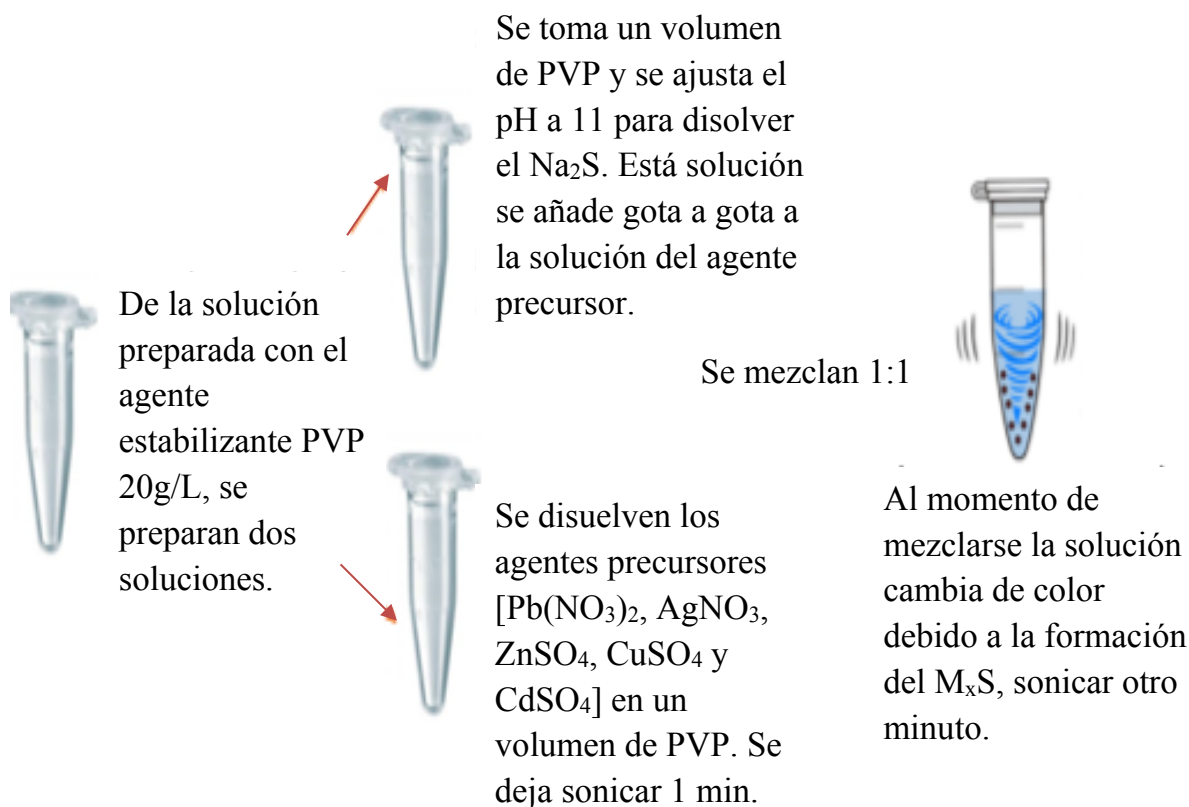 De la solución
preparada con el
agente
estabilizante PVP
20g/L, se
preparan dos
soluciones.
Se toma un volumen
de PVP y se ajusta el
pH a 11 para disolver
el Na₂S. Está solución
se añade gota a gota a
la solución del agente
precursor.
Se disuelven los
agentes precursores
[Pb(NO₃)₂, AgNO₃,
ZnSO₄, CuSO₄ y
CdSO₄] en un
volumen de PVP. Se
deja sonicar 1 min.
Se mezclan 1:1
Al momento de
mezclarse la solución
cambia de color
debido a la formación
del MₓS, sonicar otro
minuto.